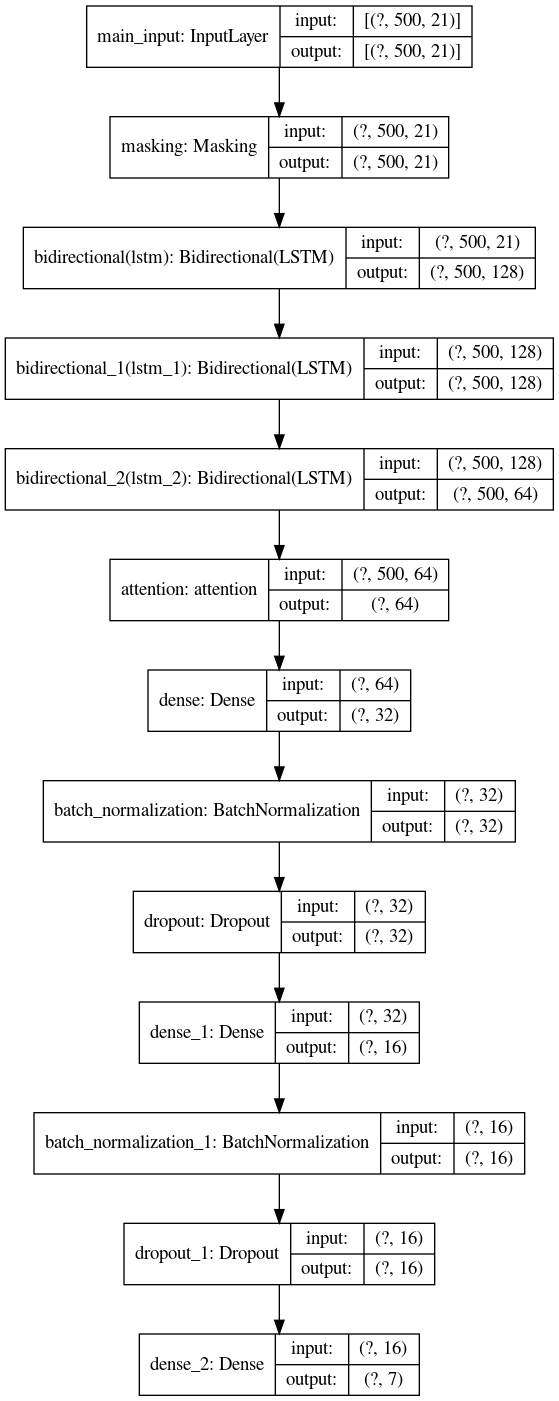 main_input: InputLayer
input: [(?, 500, 21)]
output: [(?, 500, 21)]
masking: Masking
input: (?, 500, 21)
output: (?, 500, 21)
bidirectional(lstm): Bidirectional(LSTM)
input: (?, 500, 21)
output: (?, 500, 128)
bidirectional_1(lstm_1): Bidirectional(LSTM)
input: (?, 500, 128)
output: (?, 500, 128)
bidirectional_2(lstm_2): Bidirectional(LSTM)
input: (?, 500, 128)
output: (?, 500, 64)
attention: attention
input: (?, 500, 64)
output: (?, 64)
dense: Dense
input: (?, 64)
output: (?, 32)
batch_normalization: BatchNormalization
input: (?, 32)
output: (?, 32)
dropout: Dropout
input: (?, 32)
output: (?, 32)
dense_1: Dense
input: (?, 32)
output: (?, 16)
batch_normalization_1: BatchNormalization
input: (?, 16)
output: (?, 16)
dropout_1: Dropout
input: (?, 16)
output: (?, 16)
dense_2: Dense
input: (?, 16)
output: (?, 7)